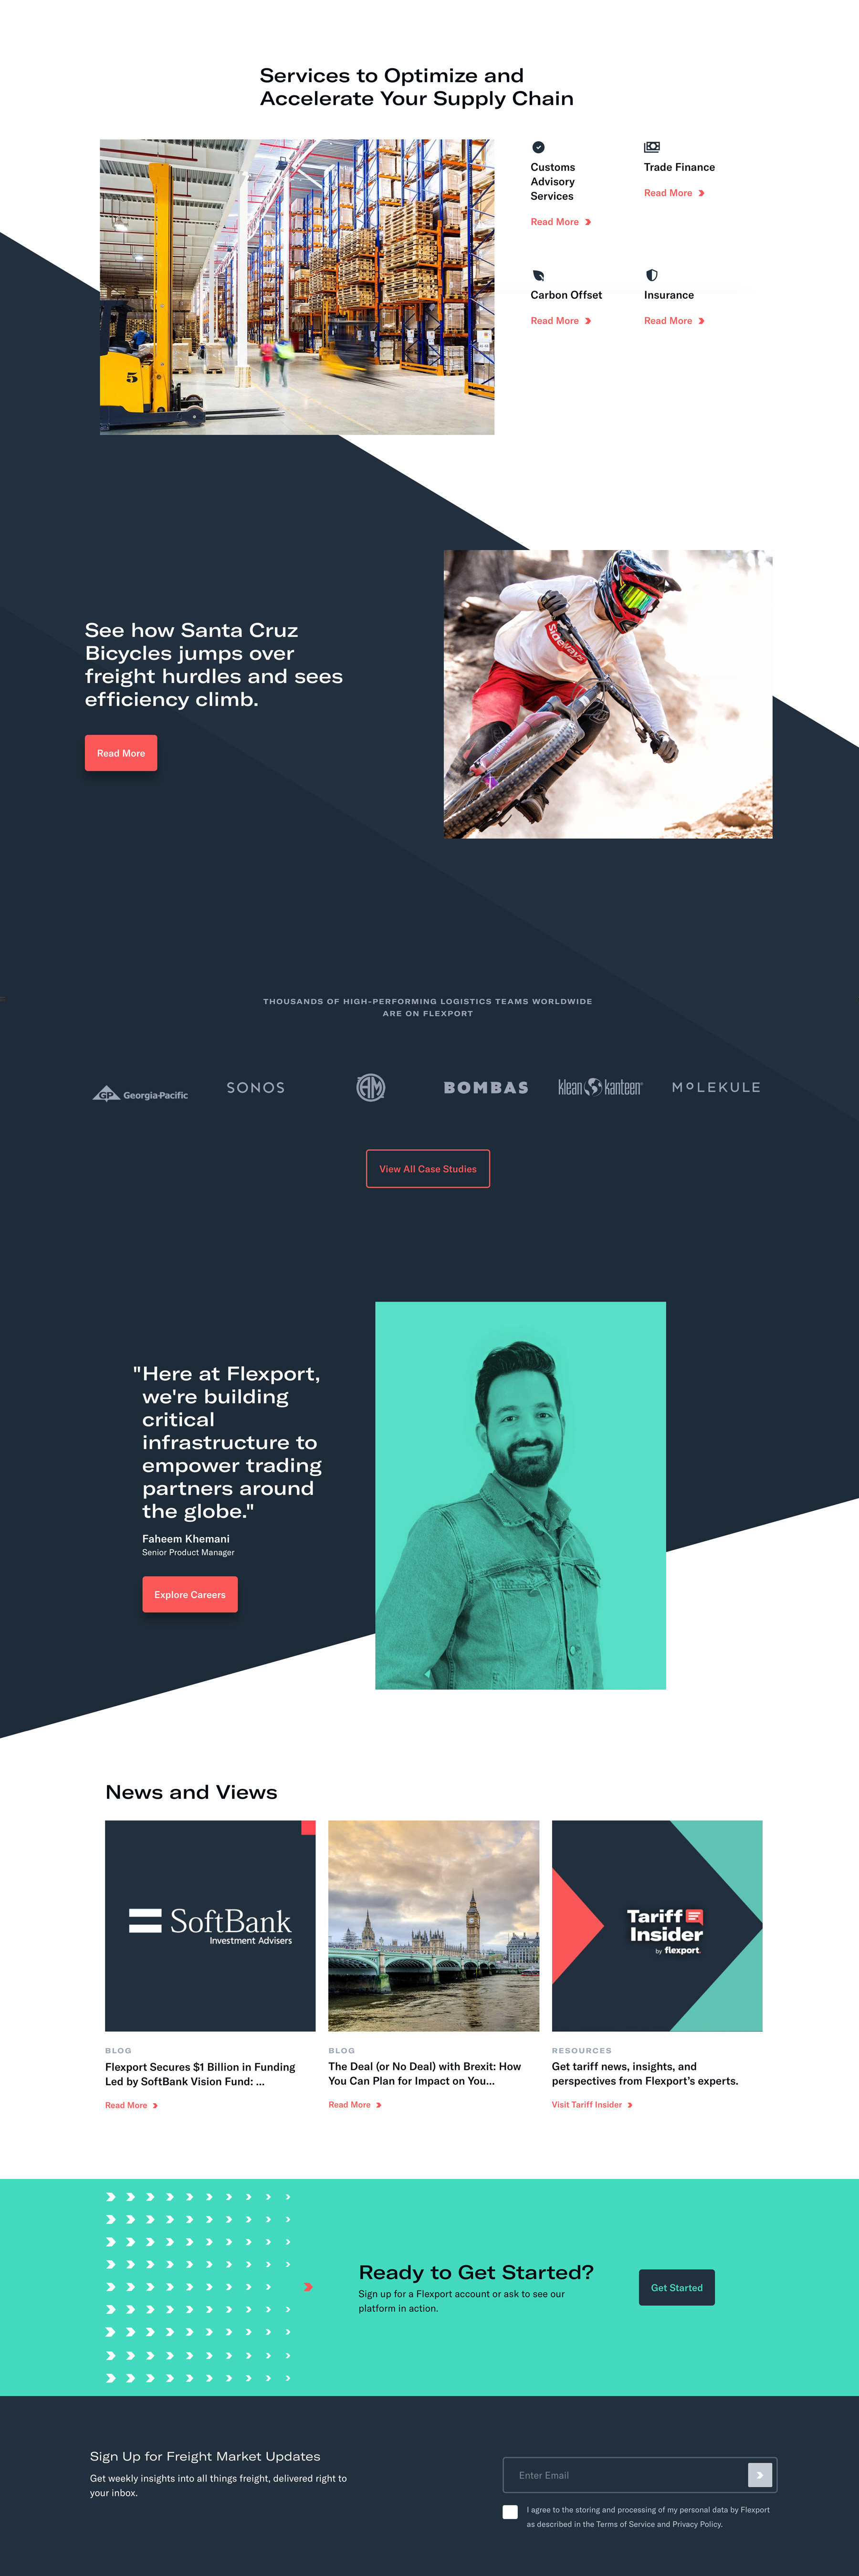 Services to Optimize and
Accelerate Your Supply Chain
Customs
Advisory
Services
Read More
Trade Finance
Read More
Carbon Offset
Read More
Insurance
Read More
5
See how Santa Cruz
Bicycles jumps over
freight hurdles and sees
efficiency climb.
Read More
SideWays
THOUSANDS OF HIGH-PERFORMING LOGISTICS TEAMS WORLDWIDE
ARE ON FLEXPORT
GP Georgia-Pacific
SONOS
AM
BOMBAS
klean kanteen
MOLEKULE
View All Case Studies
"Here at Flexport,
we're building
critical
infrastructure to
empower trading
partners around
the globe."
Faheem Khemani
Senior Product Manager
Explore Careers
News and Views
SoftBank
Investment Advisers
Tariff
Insider
by flexport.
BLOG
Flexport Secures $1 Billion in Funding
Led by SoftBank Vision Fund: ...
Read More
BLOG
The Deal (or No Deal) with Brexit: How
You Can Plan for Impact on You...
Read More
RESOURCES
Get tariff news, insights, and
perspectives from Flexport's experts.
Visit Tariff Insider
Ready to Get Started?
Sign up for a Flexport account or ask to see our
platform in action.
Get Started
Sign Up for Freight Market Updates
Get weekly insights into all things freight, delivered right to
your inbox.
Enter Email
I agree to the storing and processing of my personal data by Flexport
as described in the Terms of Service and Privacy Policy.